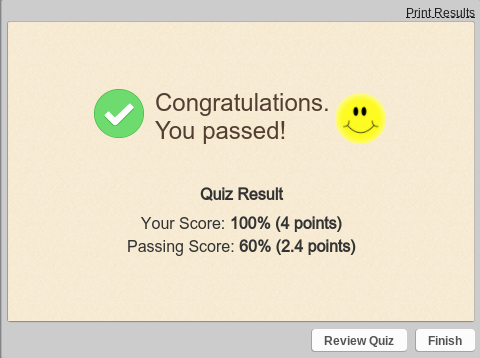 Print Results
Congratulations.
You passed!
Quiz Result
Your Score: 100% (4 points)
Passing Score: 60% (2.4 points)
Review Quiz
Finish